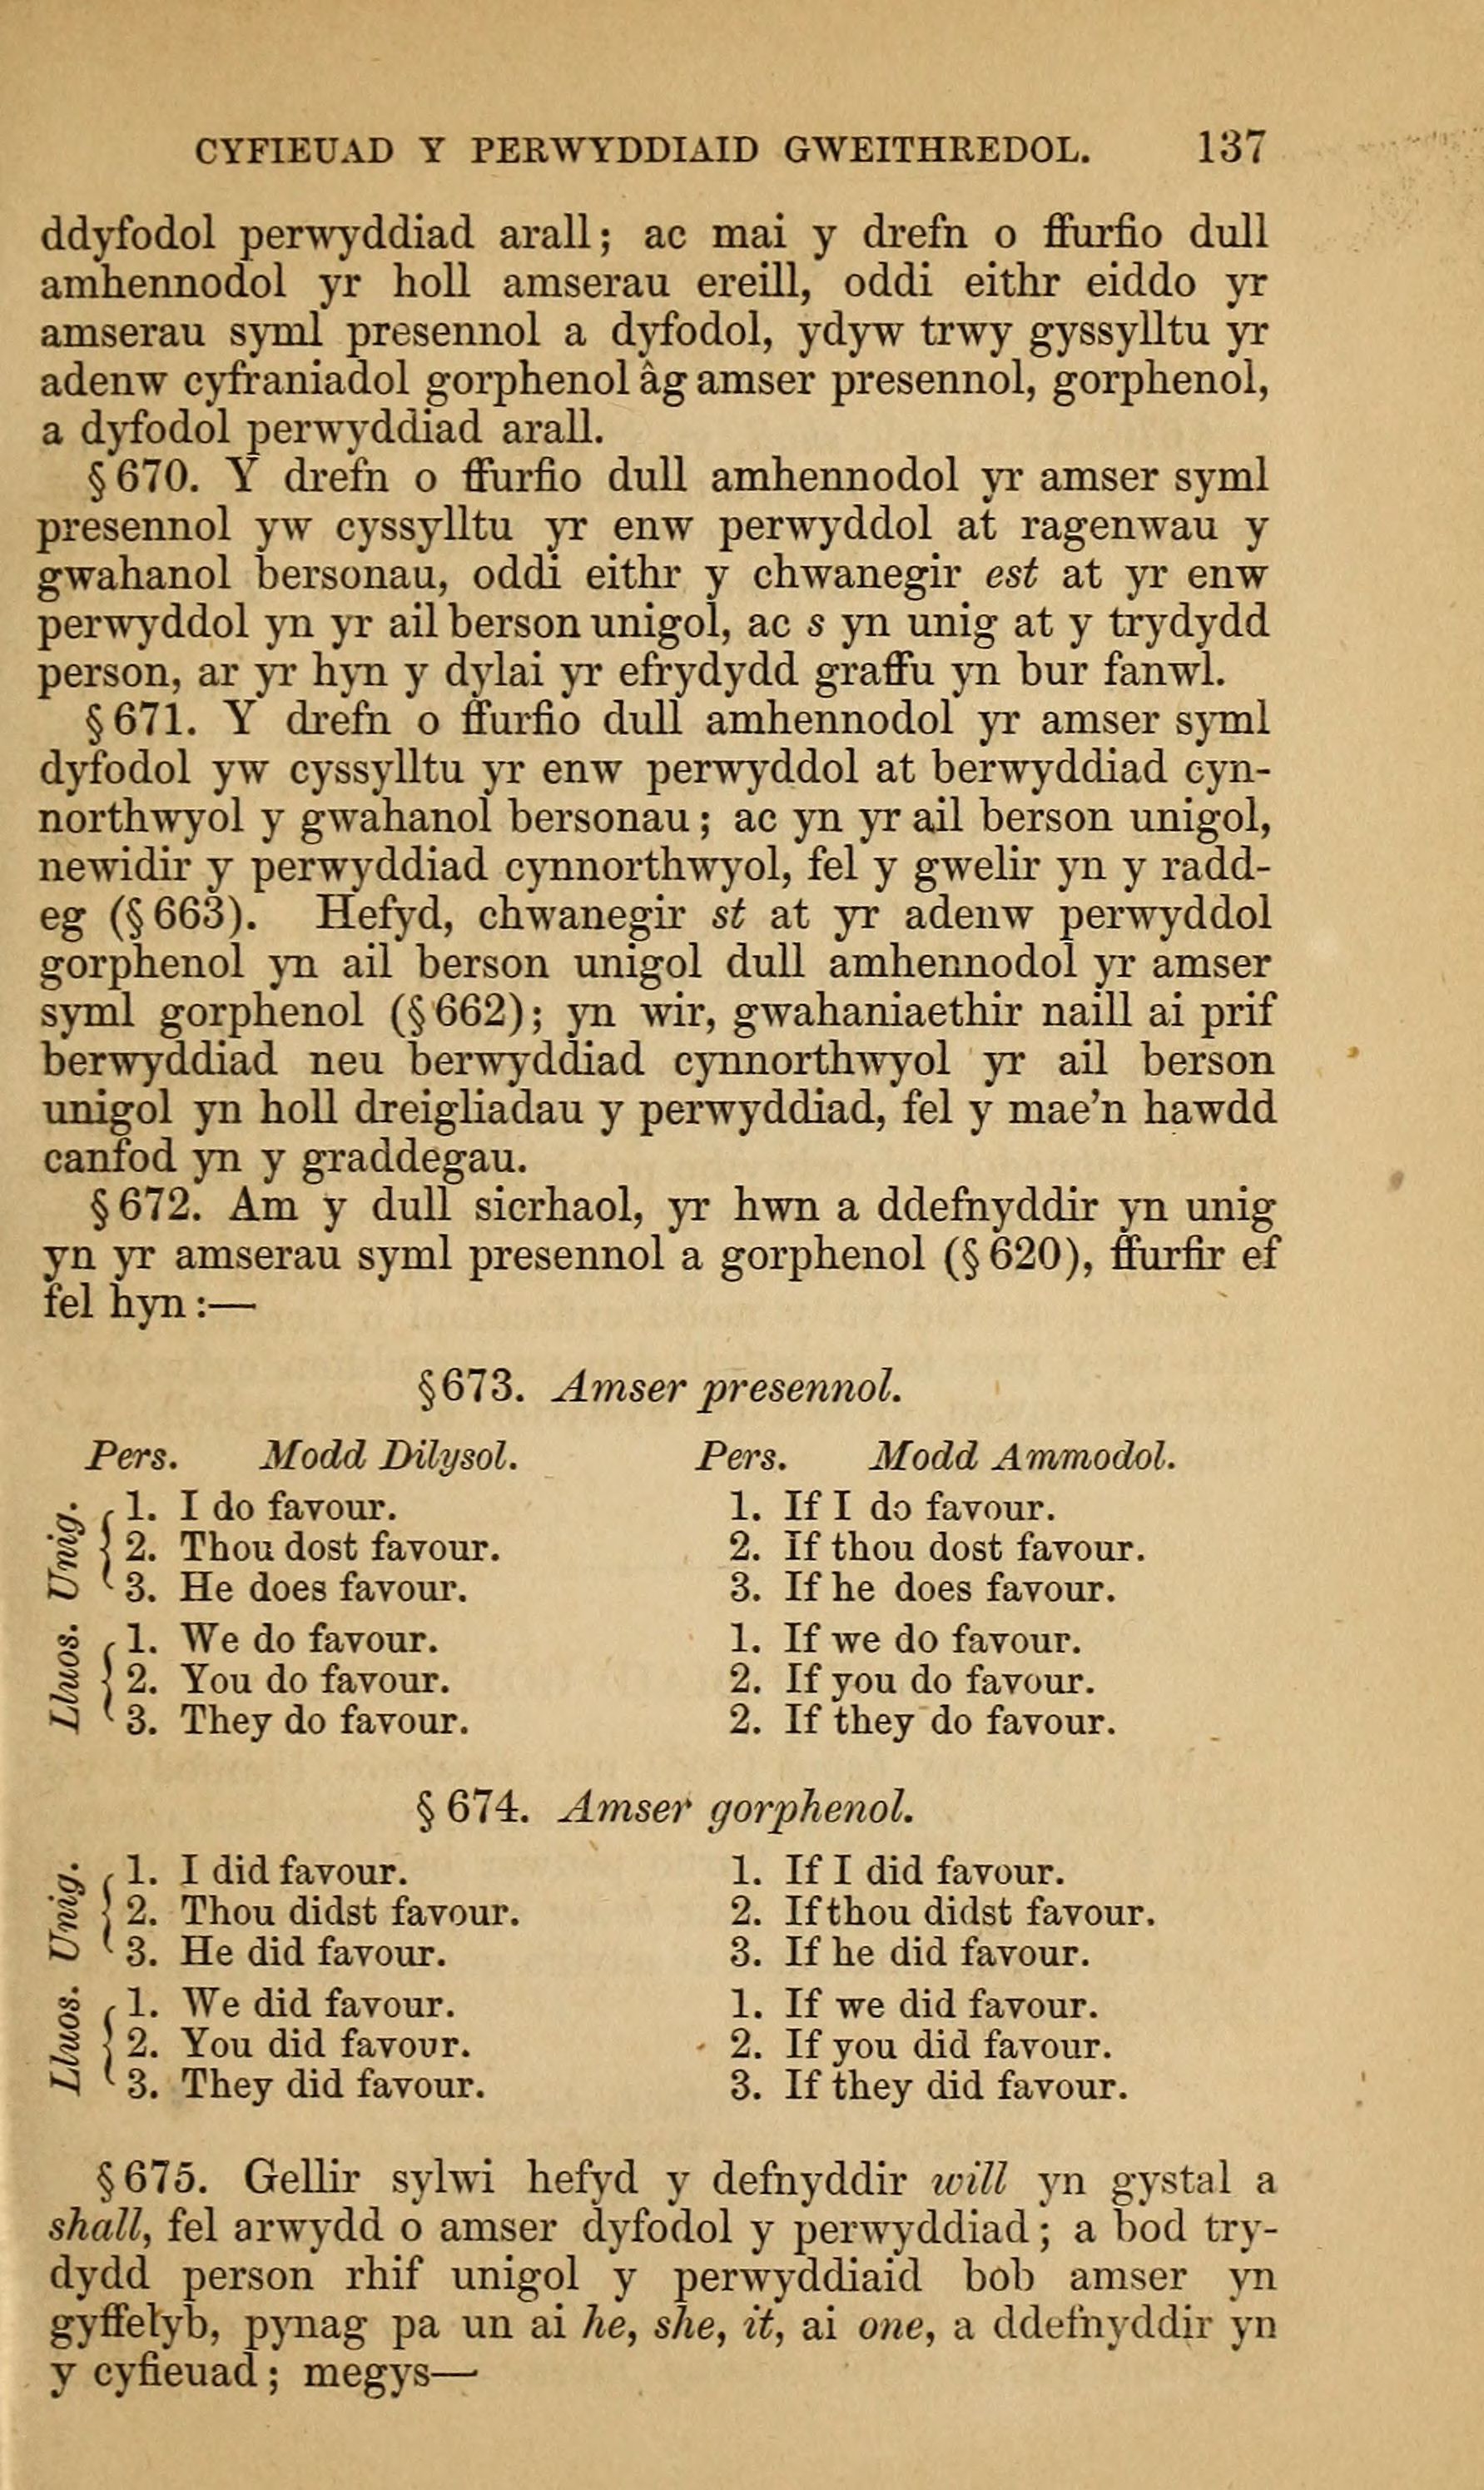 CYFIEUAD Y PERWYDDIAID GWEITHREDOL. 137
ddyfodol perwyddiad arall; ac mai y drefn o ffurfio dull
amhennodol yr holl amserau ereill, oddi eithr eiddo yr
amserau syml presennol a dyfodol, ydyw trwy gyssylltu yr
adenw cyfraniadol gorphenol âg amser presennol, gorphenol,
a dyfodol perwyddiad arall.
§ 670. Y drefn o ffurfio dull amhennodol yr amser syml
presennol yw cyssylltu yr enw perwyddol at ragenwau y
gwahanol bersonau, oddi eithr y chwanegir est at yr enw
perwyddol yn yr ail berson unigol, ac s yn unig at y trydydd
person, ar yr hyn y dylai yr efrydydd graffu yn bur fanwl.
§ 671. Y drefn o ffurfio dull amhennodol yr amser syml
dyfodol yw cyssylltu yr enw perwyddol at berwyddiad cyn-
northwyol y gwahanol bersonau; ac yn yr ail berson unigol,
newidir y perwyddiad cynnorthwyol, fel y gwelir yn y radd-
eg (§ 663). Hefyd, chwanegir st at yr adenw perwyddol
gorphenol yn ail berson unigol dull amhennodol yr amser
syml gorphenol (§ 662); yn wir, gwahaniaethir naill ai prif
berwyddiad neu berwyddiad cynnorthwyol yr ail berson
unigol yn holl dreigliadau y perwyddiad, fel y mae'n hawdd
canfod yn y graddegau.
§ 672. Am y dull sicrhaol, yr hwn a ddefnyddir yn unig
yn yr amserau syml presennol a gorphenol (§ 620), ffurfir ef
fel hyn:—
§ 673. Amser presennol.
Pers. Modd Dilysol. Pers. Modd Ammodol.
Unig. 1. I do favour. 1. If I do favour.
2. Thou dost favour. 2. If thou dost favour.
3. He does favour. 3. If he does favour.
Lluos. 1. We do favour. 1. If we do favour.
2. You do favour. 2. If you do favour.
3. They do favour. 2. If they do favour.
§ 674. Amser gorphenol.
Unig. 1. I did favour. 1. If I did favour.
2. Thou didst favour. 2. If thou didst favour.
3. He did favour. 3. If he did favour.
Lluos. 1. We did favour. 1. If we did favour.
2. You did favour. 2. If you did favour.
3. They did favour. 3. If they did favour.
§ 675. Gellir sylwi hefyd y defnyddir will yn gystal a
shall, fel arwydd o amser dyfodol y perwyddiad; a bod try-
dydd person rhif unigol y perwyddiaid bob amser yn
gyffelyb, pynag pa un ai he, she, it, ai one, a ddefnyddir yn
y cyfieuad; megys—